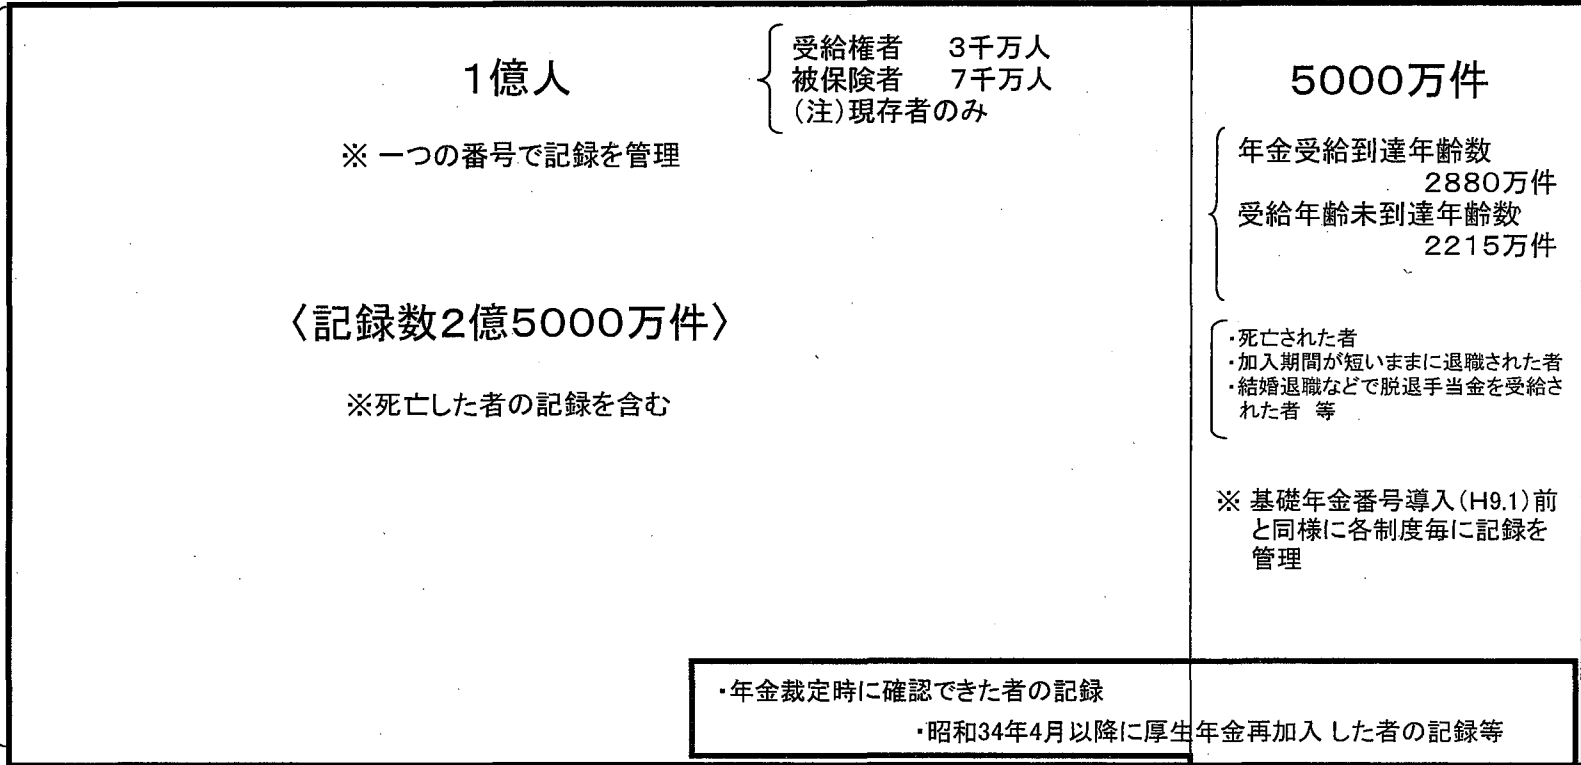 1億人
受給権者 3千万人
被保険者 7千万人
(注)現存者のみ
※ 一つの番号で記録を管理
〈記録数2億5000万件〉
※死亡した者の記録を含む
5000万件
年金受給到達年齢数
2880万件
受給年齢未到達年齢数
2215万件
・死亡された者
・加入期間が短いままに退職された者
・結婚退職などで脱退手当金を受給さ
れた者 等
※ 基礎年金番号導入(H9.1)前
と同様に各制度毎に記録を
管理
・年金裁定時に確認できた者の記録
・昭和34年4月以降に厚生年金再加入した者の記録等